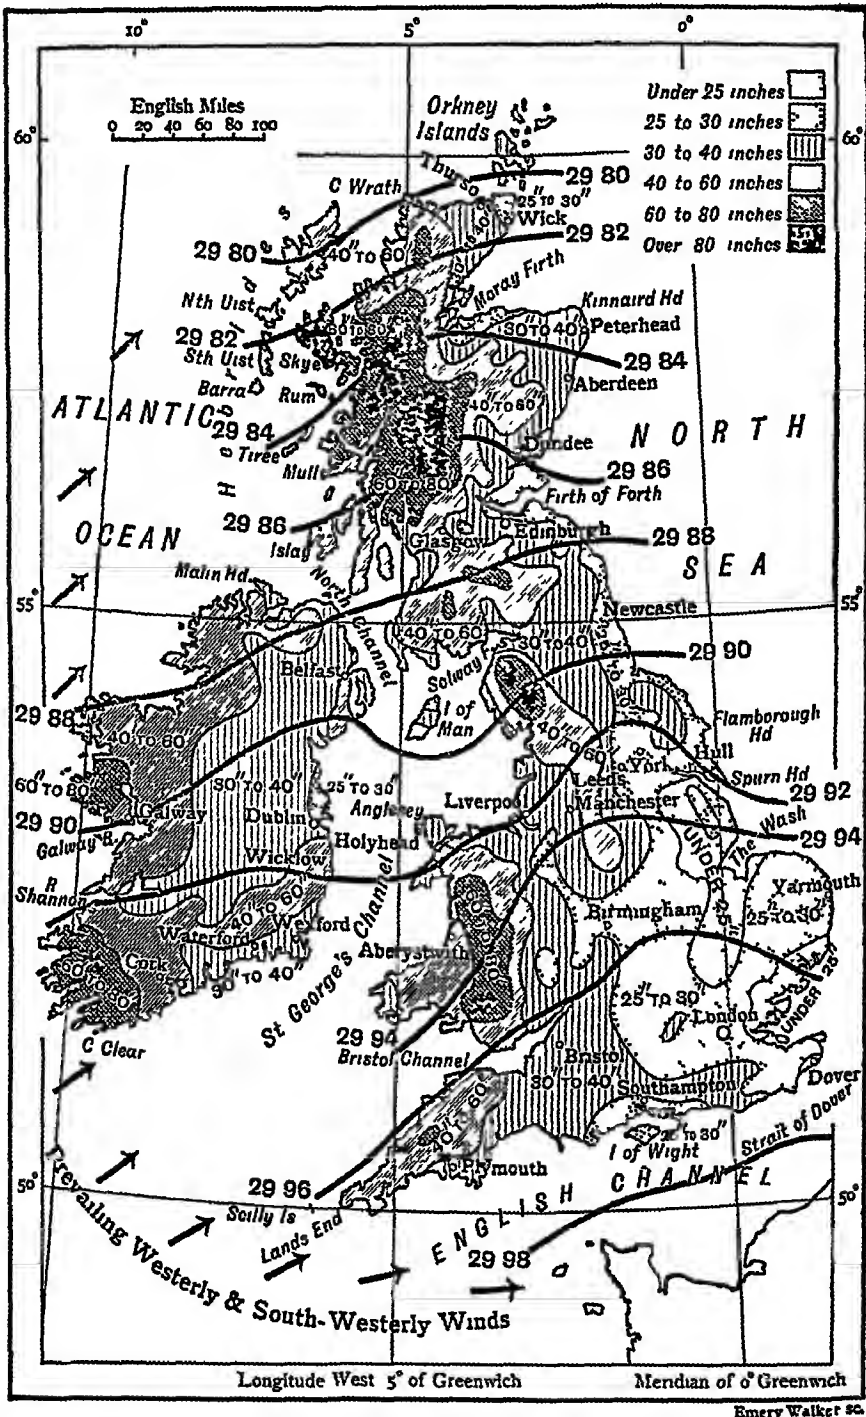 10°
5°
0°
English Miles
0 20 40 60 80 100
Orkney
Islands
Under 25 inches
25 to 30 inches
30 to 40 inches
40 to 60 inches
60 to 80 inches
Over 80 inches
60°
60°
C Wrath
Thurso
29 80
25" TO 30"
Wick
29 80
40" TO 60
29 82
Moray Firth
Nth Uist
Kinnaird Hd
29 82
60 TO 80
30" TO 40"
Peterhead
Sth Uist
Skye
29 84
Barra
Rum
Aberdeen
ATLANTIC
40" TO 60"
NORTH
29 84
Tiree
Dundee
Mull
60 TO 80
29 86
Firth of Forth
29 86
OCEAN
Islay
Glasgow
Edinburgh
29 88
SEA
Malin Hd.
North Channel
55°
55°
Newcastle
40" TO 60"
30" TO 40"
Belfast
Solway
29 90
29 88
I of
Man
Flamborough
Hd
40 TO 60
40 TO 60
Hull
York
60" TO 80
30" TO 40"
25" TO 30"
Leeds
Spurn Hd
Galway
Dublin
Anglesey
Liverpool
Manchester
29 92
29 90
Galway B.
Holyhead
29 94
The Wash
Wicklow
UNDER 25"
R
Shannon
Yarmouth
40 TO 60"
Birmingham
25" TO 30"
Waterford
Wexford
St George's Channel
Aberystwith
60 TO 80
Cork
30" TO 40"
25" TO 30"
UNDER 25"
London
29 94
C Clear
Bristol Channel
Bristol
30" TO 40"
Southampton
Dover
25" TO 30"
I of Wight
Strait of Dover
Plymouth
50°
50°
29 96
Scilly Is
Lands End
ENGLISH CHANNEL
29 98
Prevailing Westerly & South-Westerly Winds
Longitude West 5° of Greenwich
Meridian of 0° Greenwich
Emery Walker sc.